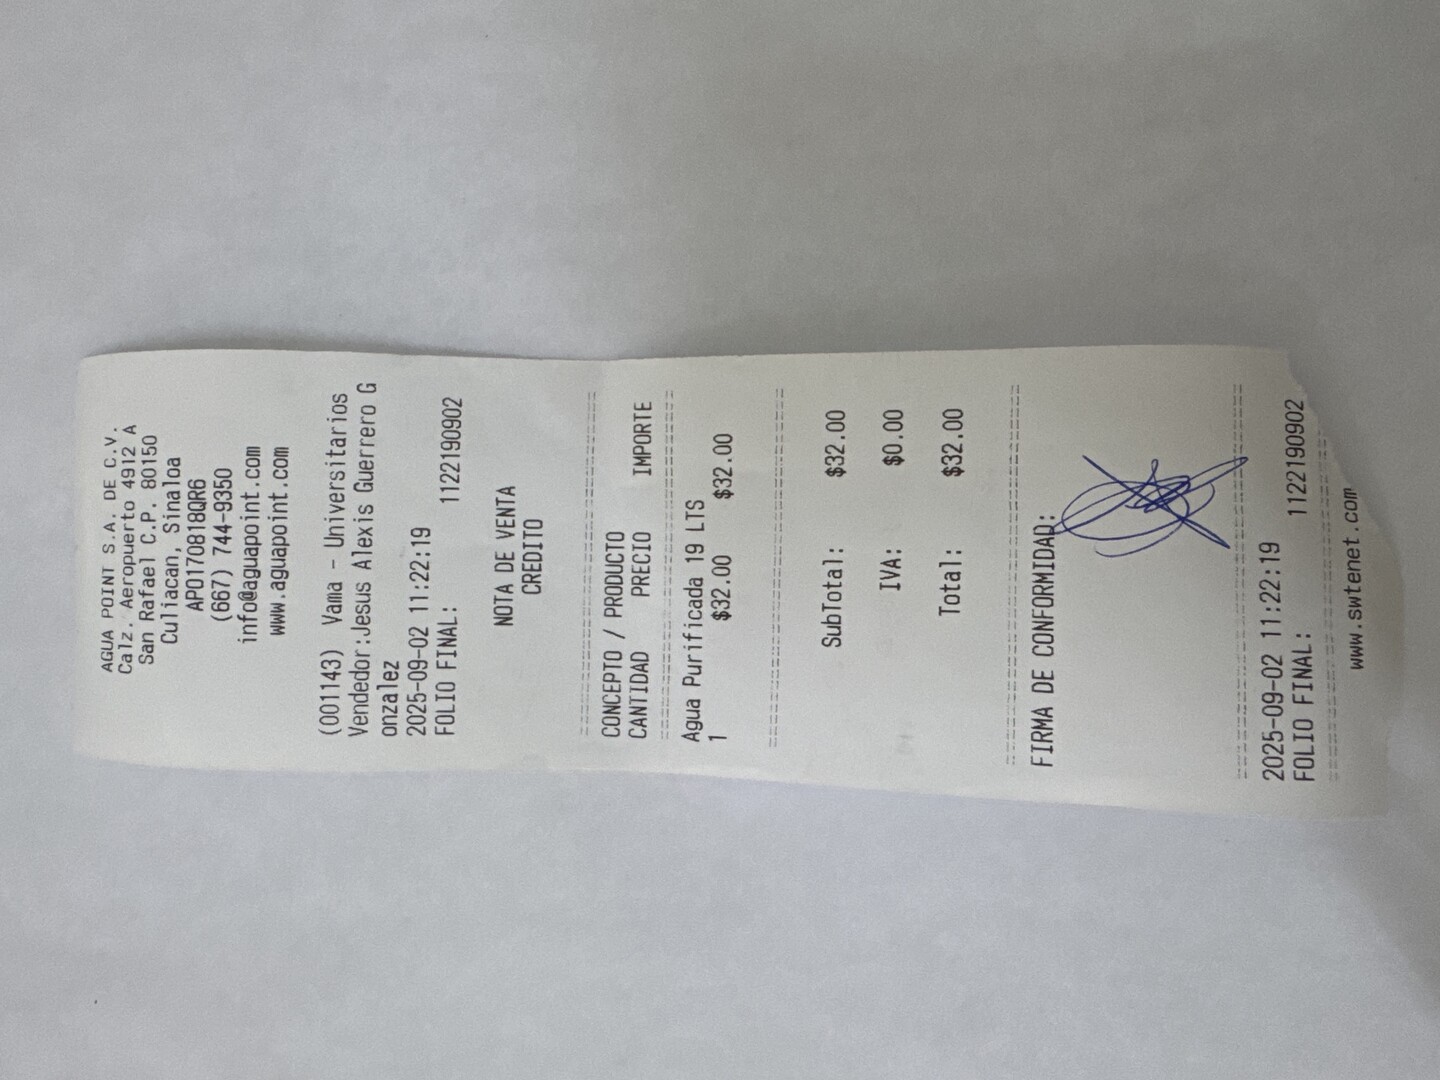 AGUA POINT S.A. DE C.V.
Calz. Aeropuerto 4912 A
San Rafael C.P. 80150
Culiacan, Sinaloa
APO170818QR6
(667) 744-9350
info@aguapoint.com
www.aguapoint.com
(001143) Vama - Universitarios
Vendedor:Jesus Alexis Guerrero G
onzalez
2025-09-02 11:22:19
FOLIO FINAL: 1122190902
NOTA DE VENTA
CREDITO
CONCEPTO / PRODUCTO
CANTIDAD PRECIO IMPORTE
Agua Purificada 19 LTS
1 $32.00 $32.00
SubTotal: $32.00
IVA: $0.00
Total: $32.00
FIRMA DE CONFORMIDAD:
2025-09-02 11:22:19
FOLIO FINAL: 1122190902
www.swtenet.com